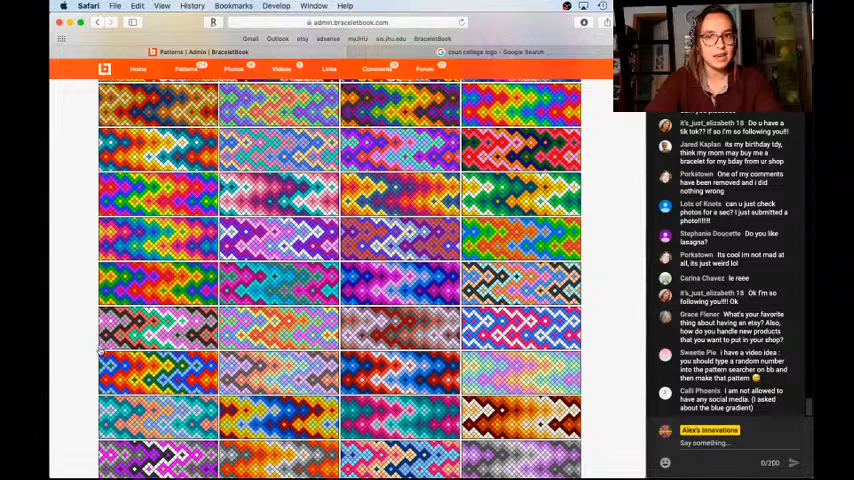 Safari File Edit View History Bookmarks Develop Window Help
admin.braceletbook.com
Gmail Outlook etsy adsense myJHU sis.jhu.edu BraceletBook
Patterns | Admin | BraceletBook
csun college logo - Google Search
Home Patterns Photos Videos Links Comments Forum
it's_just_elizabeth 18 Do u have a
tik tok?? If so i'm so following you!!!
Jared Kaplan its my birthday tdy,
think my mom may buy me a
bracelet for my bday from ur shop
Porkstown One of my comments
have been removed and i did
nothing wrong
Lots of Knots can u just check
photos for a sec? I just submitted a
photo!!!!!!!
Stephanie Doucette Do you like
lasagna?
Porkstown Its cool im not mad at
all, its just weird lol
Carina Chavez le reee
it's_just_elizabeth 18 Ok I'm so
following you!!!! Ok
Grace Flener What's your favorite
thing about having an etsy? Also,
how do you handle new products
that you want to put in your shop?
Sweetie Pie i have a video idea :
you should type a random number
into the pattern searcher on bb and
then make that pattern
Calli Phoenix I am not allowed to
have any social media. (I asked
about the blue gradient)
Alex's Innovations
Say something...
0/200